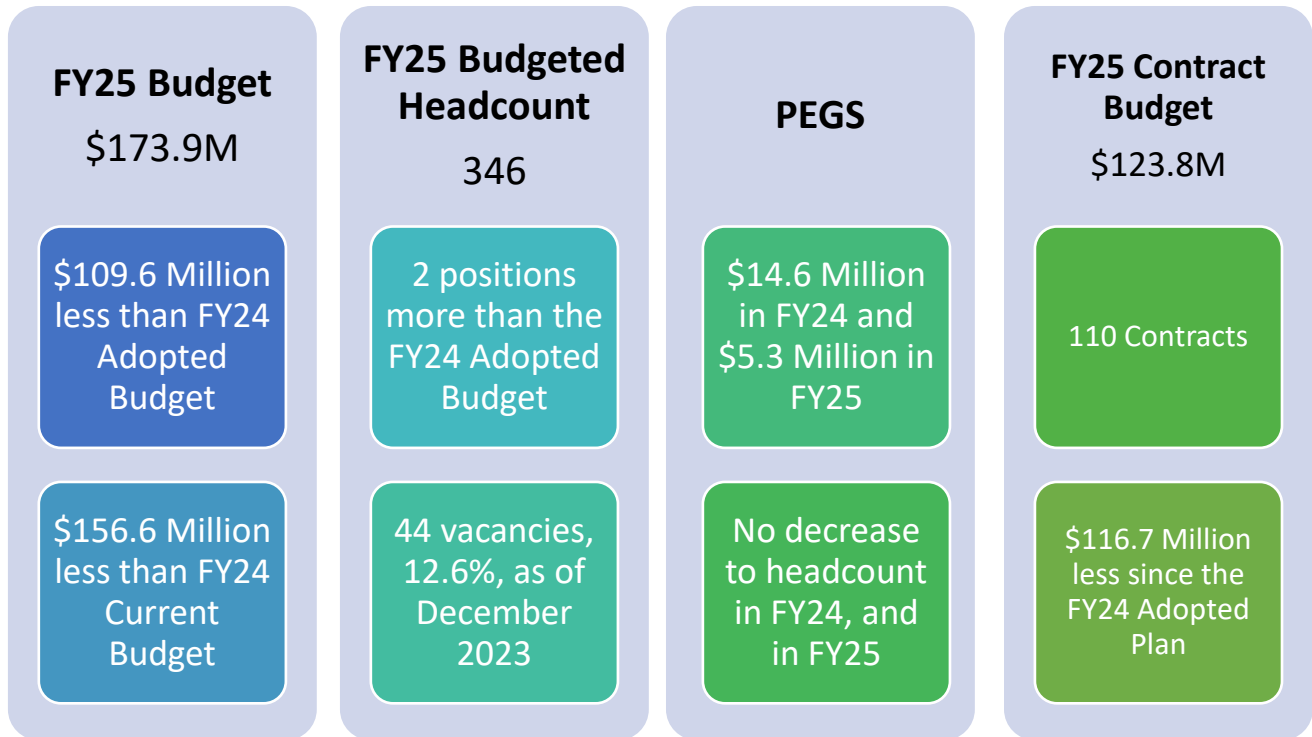 FY25 Budget
$173.9M
$109.6 Million
less than FY24
Adopted
Budget
$156.6 Million
less than FY24
Current
Budget
FY25 Budgeted
Headcount
346
2 positions
more than the
FY24 Adopted
Budget
44 vacancies,
12.6%, as of
December
2023
PEGS
$14.6 Million
in FY24 and
$5.3 Million in
FY25
No decrease
to headcount
in FY24, and
in FY25
FY25 Contract
Budget
$123.8M
110 Contracts
$116.7 Million
less since the
FY24 Adopted
Plan